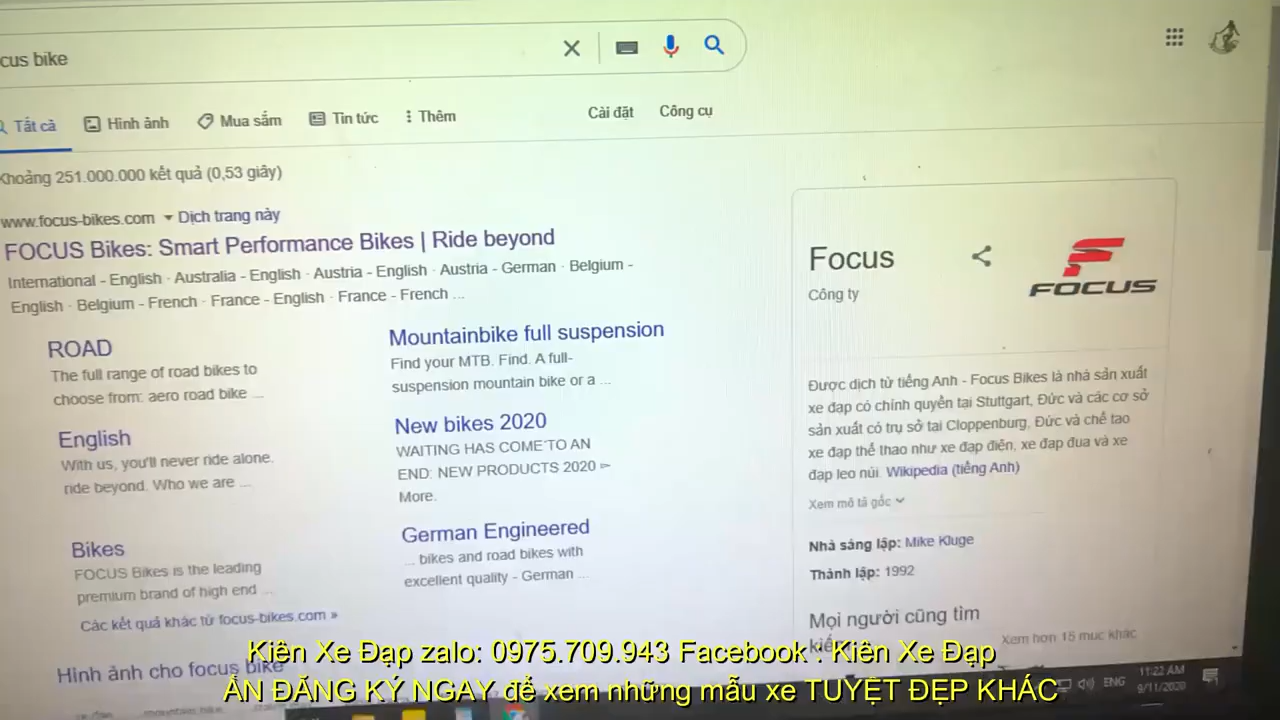 cus bike
Tất cả
Hình ảnh
Mua sắm
Tin tức
Thêm
Cài đặt
Công cụ
Khoảng 251.000.000 kết quả (0,53 giây)
www.focus-bikes.com ▾ Dịch trang này
FOCUS Bikes: Smart Performance Bikes | Ride beyond
International - English · Australia - English · Austria - English · Austria - German · Belgium -
English · Belgium - French · France - English · France - French ...
ROAD
The full range of road bikes to
choose from: aero road bike ...
Mountainbike full suspension
Find your MTB. Find. A full-
suspension mountain bike or a ...
English
With us, you'll never ride alone.
ride beyond. Who we are ...
New bikes 2020
WAITING HAS COME TO AN
END: NEW PRODUCTS 2020 ⊳
More.
Bikes
FOCUS Bikes is the leading
premium brand of high end ...
German Engineered
... bikes and road bikes with
excellent quality - German ...
Các kết quả khác từ focus-bikes.com »
Hình ảnh cho focus bike
Focus
Công ty
FOCUS
Được dịch từ tiếng Anh - Focus Bikes là nhà sản xuất
xe đạp có chính quyền tại Stuttgart, Đức và các cơ sở
sản xuất có trụ sở tại Cloppenburg, Đức và chế tạo
xe đạp thể thao như xe đạp điện, xe đạp đua và xe
đạp leo núi. Wikipedia (tiếng Anh)
Xem mô tả gốc
Nhà sáng lập: Mike Kluge
Thành lập: 1992
Mọi người cũng tìm
kiếm
Xem hơn 15 mục khác
Kiên Xe Đạp zalo: 0975.709.943 Facebook : Kiên Xe Đạp
ẤN ĐĂNG KÝ NGAY để xem những mẫu xe TUYỆT ĐẸP KHÁC
ENG
11:22 AM
9/11/2020